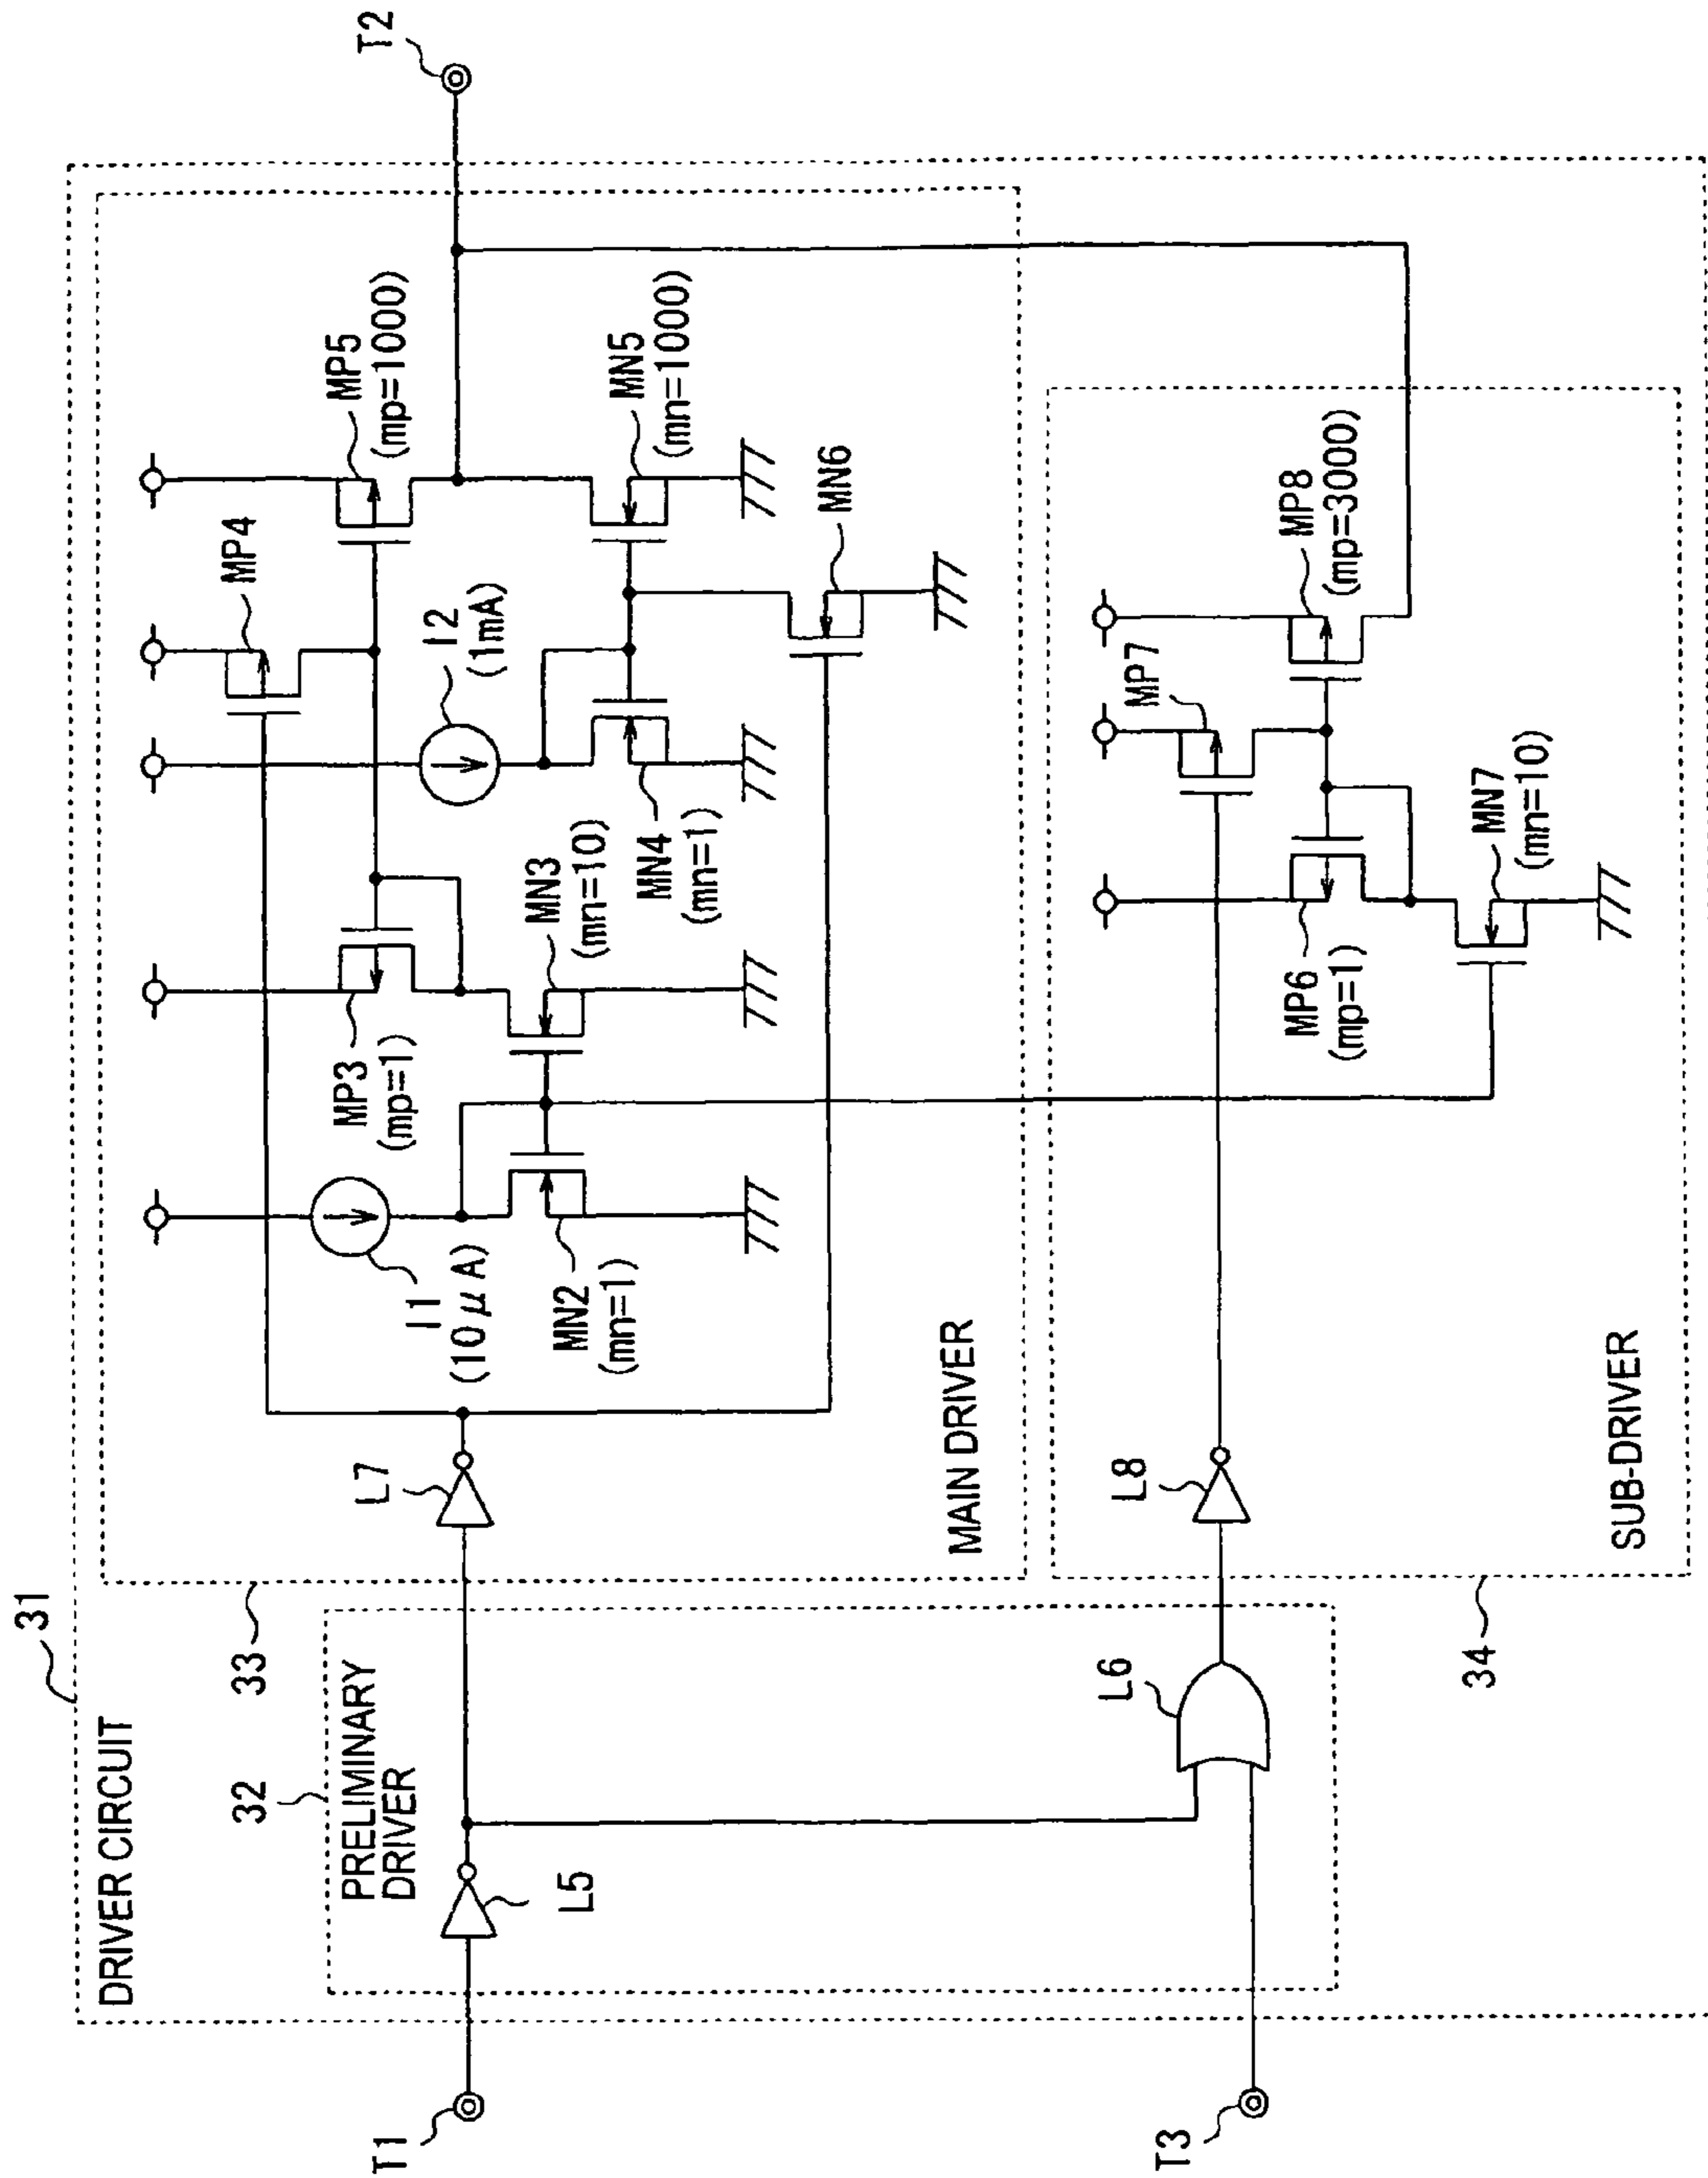 31
DRIVER CIRCUIT
32
PRELIMINARY
DRIVER
T1
L5
L6
T3
33
L7
I1
(10μA)
MN2
(mn=1)
MP3
(mp=1)
MN3
(mn=10)
MN4
(mn=1)
I2
(1mA)
MP4
MP5
(mp=1000)
MN5
(mn=1000)
MN6
T2
MAIN DRIVER
L8
MP6
(mp=1)
MP7
MP8
(mp=3000)
MN7
(mn=10)
SUB-DRIVER
34